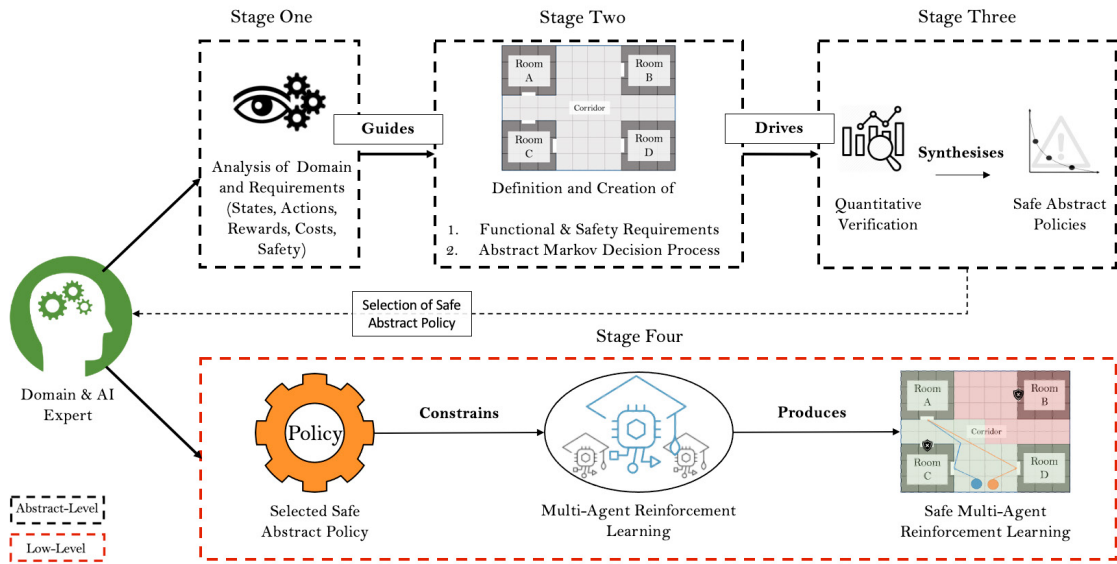 Stage One
Stage Two
Stage Three
Analysis of Domain
and Requirements
(States, Actions,
Rewards, Costs,
Safety)
Guides
Room
A
Room
B
Corridor
Room
C
Room
D
Definition and Creation of
1. Functional & Safety Requirements
2. Abstract Markov Decision Process
Drives
Quantitative
Verification
Synthesises
Safe Abstract
Policies
Selection of Safe
Abstract Policy
Domain & AI
Expert
Stage Four
Policy
Selected Safe
Abstract Policy
Constrains
Multi-Agent Reinforcement
Learning
Produces
Room
A
Room
B
Corridor
Room
C
Room
D
Safe Multi-Agent
Reinforcement Learning
Abstract-Level
Low-Level